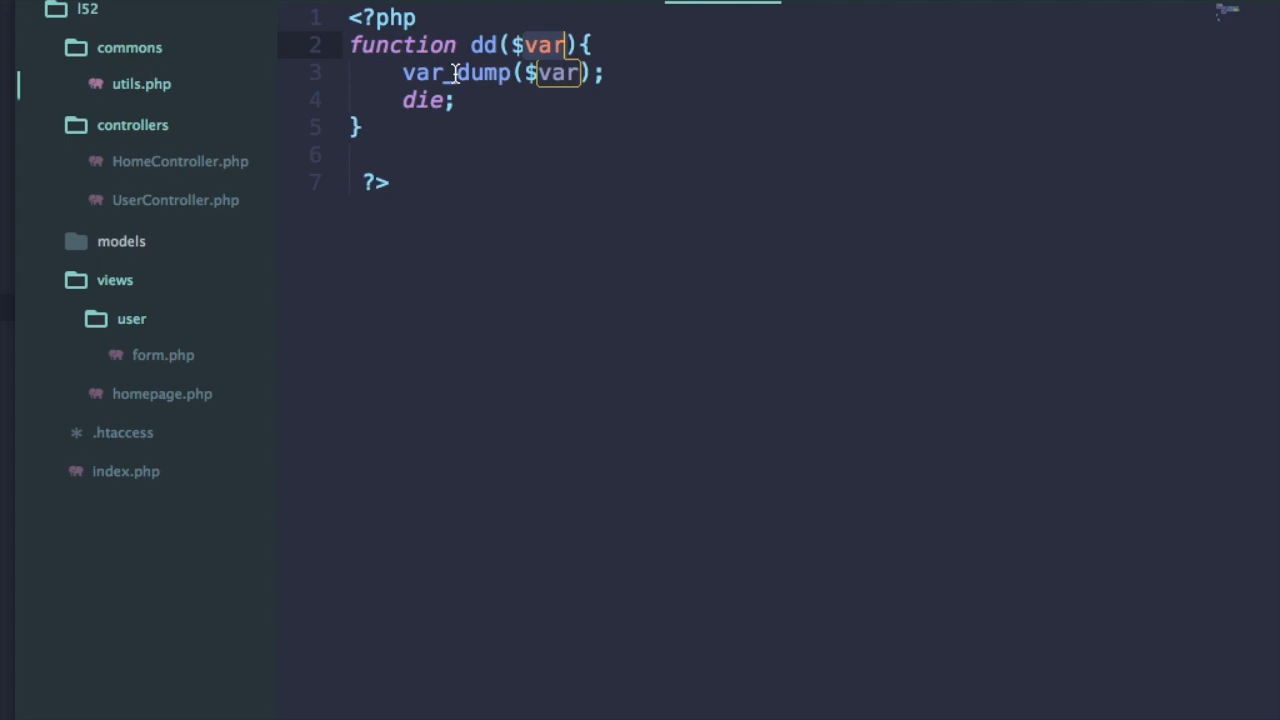 l52
commons
utils.php
controllers
HomeController.php
UserController.php
models
views
user
form.php
homepage.php
.htaccess
index.php
1 <?php
2 function dd($var){
3 var_dump($var);
4 die;
5 }
6
7 ?>